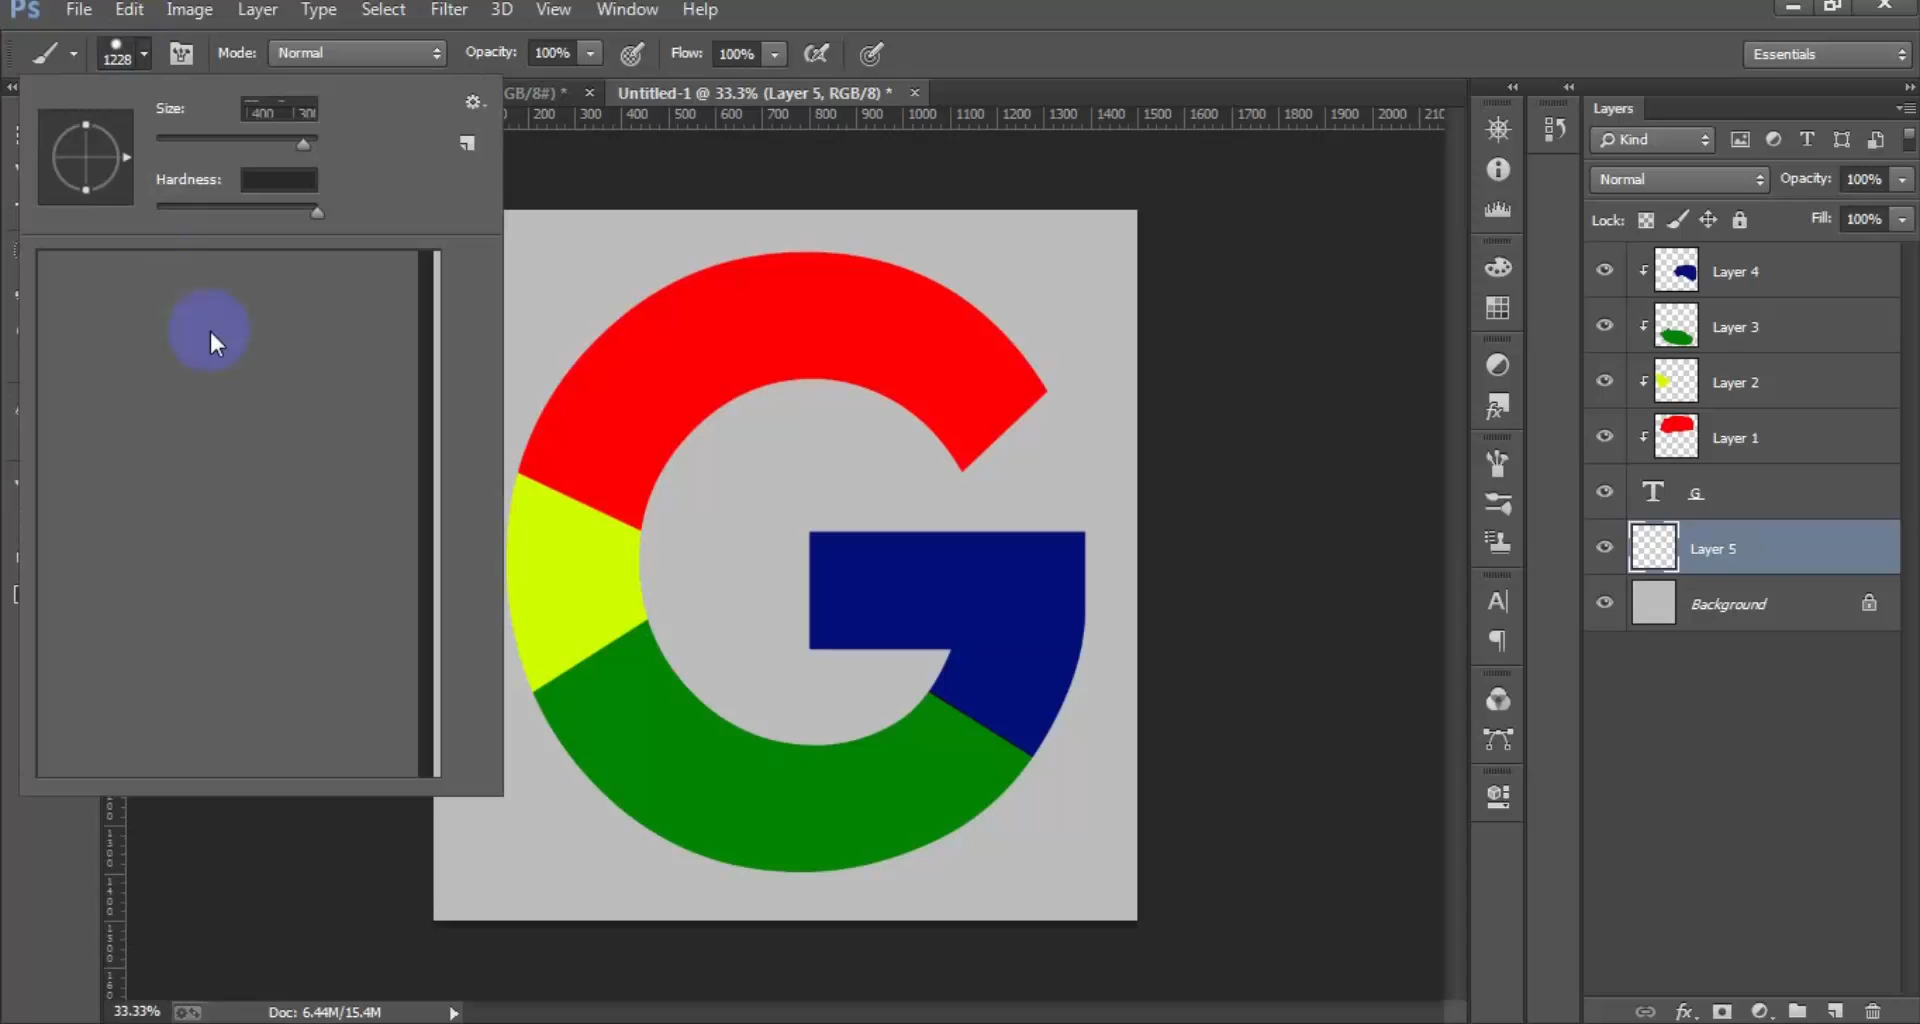 Ps File Edit Image Layer Type Select Filter 3D View Window Help
1228 Mode: Normal Opacity: 100% Flow: 100% Essentials
Size:
Hardness:
GB/8#) * × Untitled-1 @ 33.3% (Layer 5, RGB/8) * ×
200 300 400 500 600 700 800 900 1000 1100 1200 1300 1400 1500 1600 1700 1800 1900 2000 210
Layers
Kind
Normal Opacity: 100%
Lock: Fill: 100%
Layer 4
Layer 3
Layer 2
Layer 1
T G
Layer 5
Background
G
33.33% Doc: 6.44M/15.4M